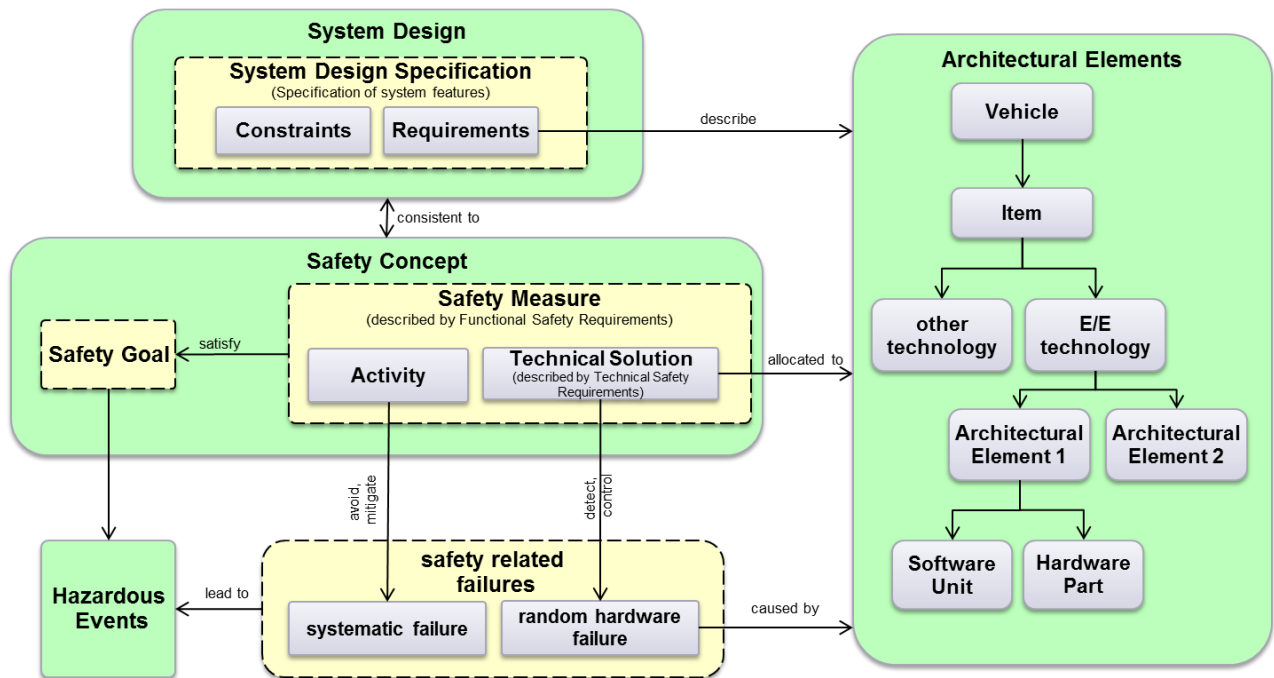 System Design
System Design Specification
(Specification of system features)
Constraints
Requirements
describe
consistent to
Safety Concept
Safety Measure
(described by Functional Safety Requirements)
Safety Goal
satisfy
Activity
Technical Solution
(described by Technical Safety
Requirements)
allocated to
avoid,
mitigate
detect,
control
Hazardous
Events
lead to
safety related
failures
systematic failure
random hardware
failure
caused by
Architectural Elements
Vehicle
Item
other
technology
E/E
technology
Architectural
Element 1
Architectural
Element 2
Software
Unit
Hardware
Part